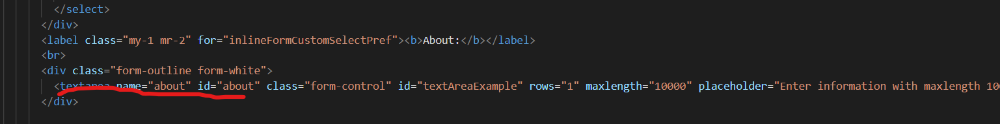 </select>
</div>
<label class="my-1 mr-2" for="inlineFormCustomSelectPref"><b>About:</b></label>
<br>
<div class="form-outline form-white">
<textarea name="about" id="about" class="form-control" id="textAreaExample" rows="1" maxlength="10000" placeholder="Enter information with maxlength
</div>